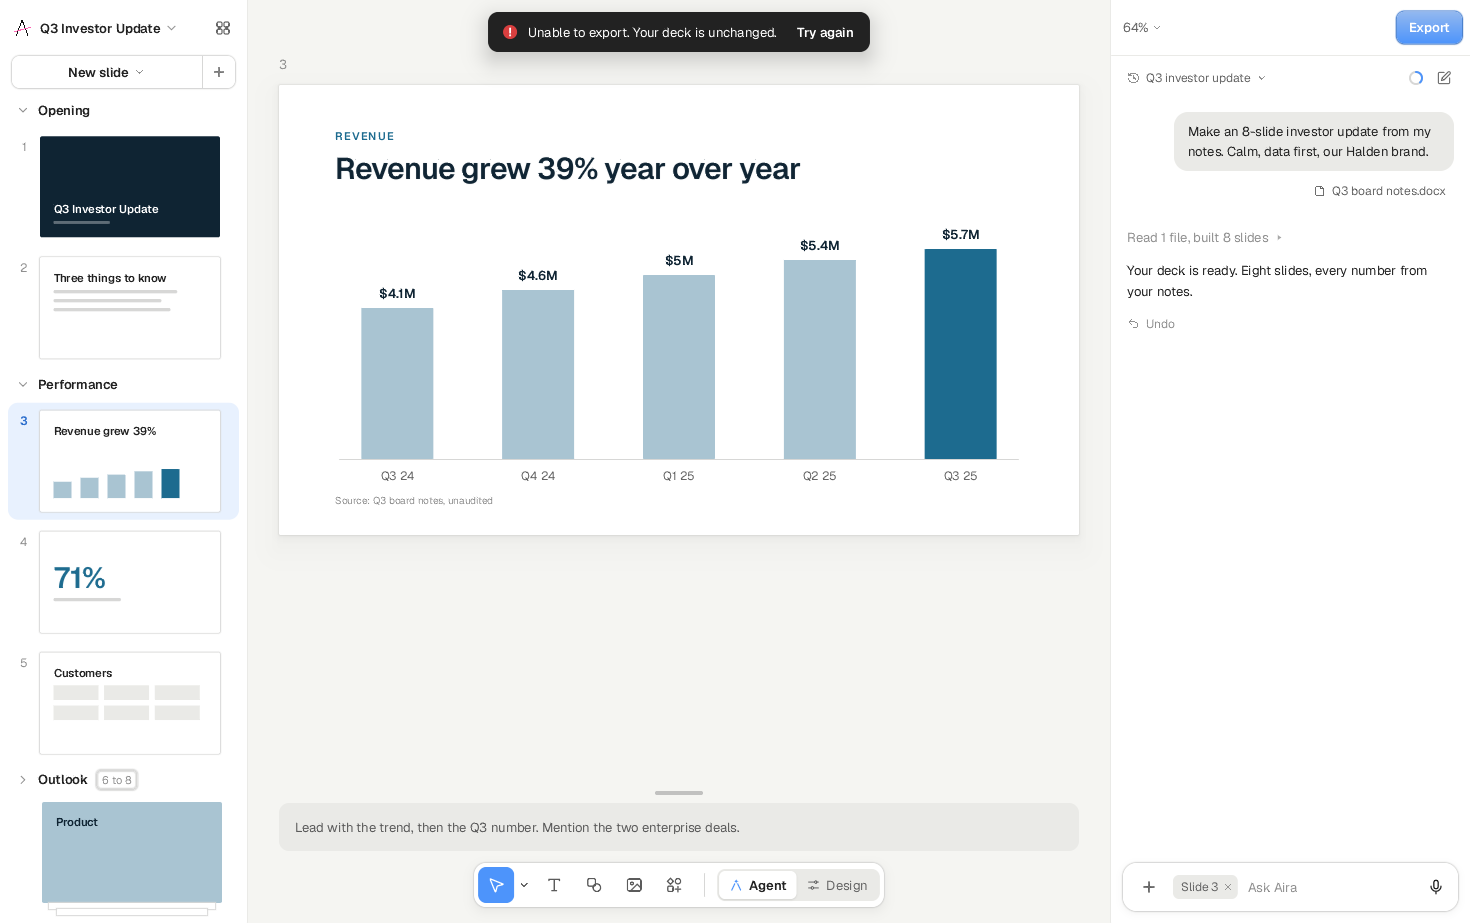 Q3 Investor Update
New slide
Opening
1
Q3 Investor Update
2
Three things to know
Performance
3
Revenue grew 39%
4
71%
5
Customers
Outlook
6 to 8
Product
Unable to export. Your deck is unchanged. Try again
3
REVENUE
Revenue grew 39% year over year
$4.1M
$4.6M
$5M
$5.4M
$5.7M
Q3 24
Q4 24
Q1 25
Q2 25
Q3 25
Source: Q3 board notes, unaudited
Lead with the trend, then the Q3 number. Mention the two enterprise deals.
Agent
Design
64%
Export
Q3 investor update
Make an 8-slide investor update from my
notes. Calm, data first, our Halden brand.
Q3 board notes.docx
Read 1 file, built 8 slides
Your deck is ready. Eight slides, every number from
your notes.
Undo
Slide 3
Ask Aira